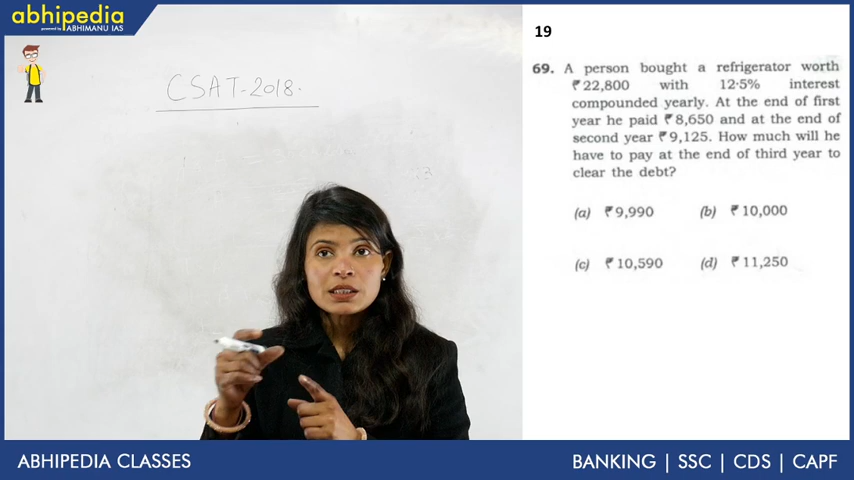 abhipedia
powered by ABHIMANU IAS
CSAT-2018.
19
69. A person bought a refrigerator worth
₹22,800 with 12·5% interest
compounded yearly. At the end of first
year he paid ₹8,650 and at the end of
second year ₹9,125. How much will he
have to pay at the end of third year to
clear the debt?
(a) ₹9,990 (b) ₹10,000
(c) ₹10,590 (d) ₹11,250
ABHIPEDIA CLASSES
BANKING | SSC | CDS | CAPF